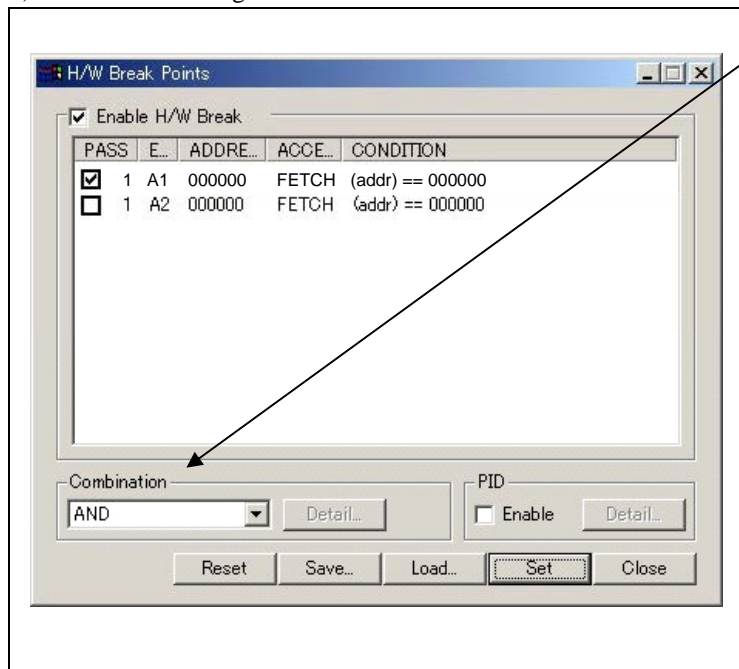 H/W Break Points
Enable H/W Break
PASS E... ADDRE... ACCE... CONDITION
1 A1 000000 FETCH (addr) == 000000
1 A2 000000 FETCH (addr) == 000000
Combination
PID
AND
Detail...
Enable
Detail...
Reset Save... Load... Set Close